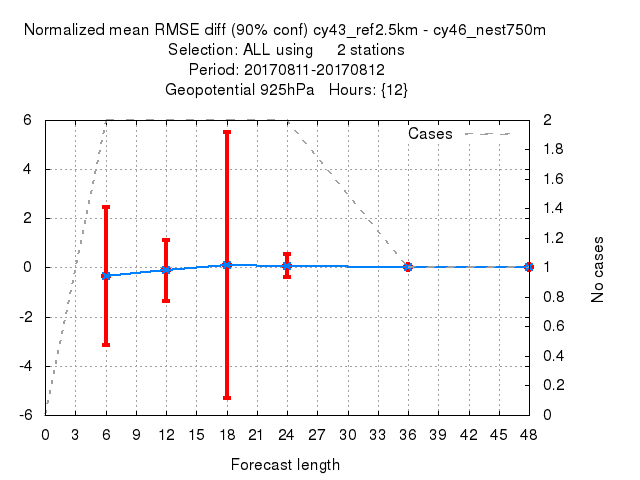 Normalized mean RMSE diff (90% conf) cy43_ref2.5km - cy46_nest750m
Selection: ALL using 2 stations
Period: 20170811-20170812
Geopotential 925hPa Hours: {12}
Cases
6
4
2
0
-2
-4
-6
2
1.8
1.6
1.4
1.2
1
0.8
0.6
0.4
0.2
0
No cases
0 3 6 9 12 15 18 21 24 27 30 33 36 39 42 45 48
Forecast length